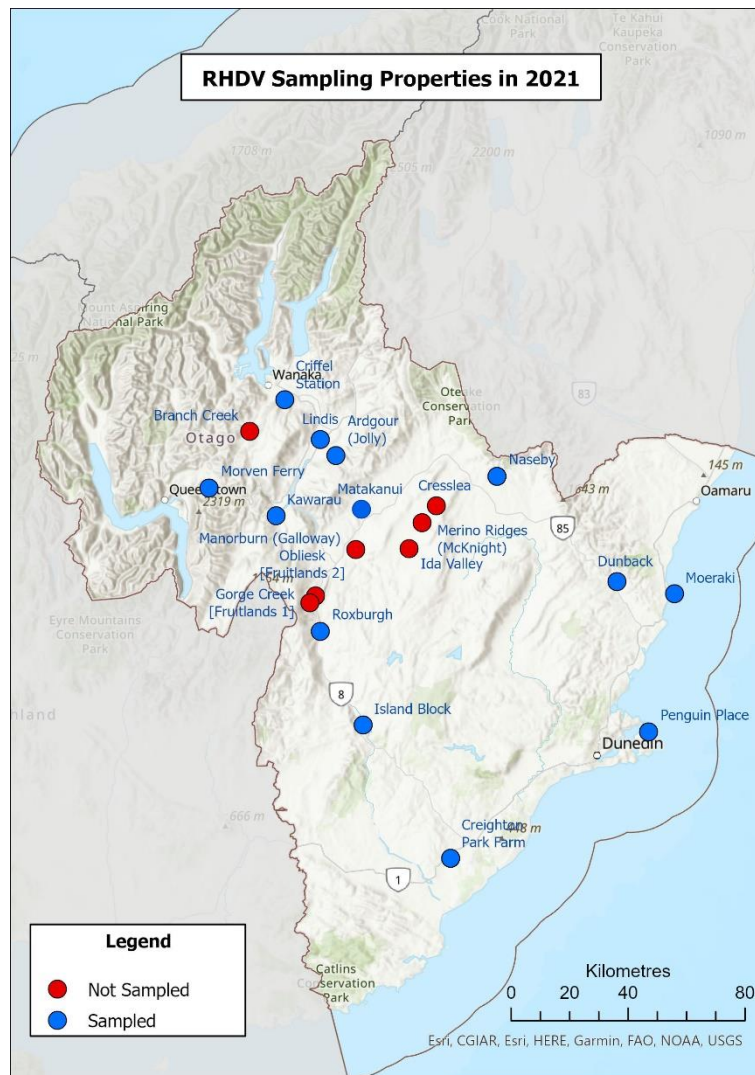 Cook National
Park
Te Kahui
Kaupeka
Conservation
Park
RHDV Sampling Properties in 2021
1090 m
1708 m
2505 m
2200 m
Mount Aspiring
National Park
25 m
Criffel
Wanaka
Station
Oteake
Conservation
Park
83
Branch Creek
Otago
Lindis
Ardgour
(Jolly)
Naseby
145 m
Oamaru
Morven Ferry
Queenstown
2319 m
Kawarau
Matakanui
Cresslea
643 m
85
Manorburn (Galloway)
Obliesk
[Fruitlands 2]
Merino Ridges
(McKnight)
Ida Valley
Dunback
Moeraki
Gorge Creek
[Fruitlands 1]
Roxburgh
Eyre Mountains
Conservation
Park
8
Island Block
Penguin Place
Dunedin
666 m
Creighton
Park Farm
448 m
1
Legend
Not Sampled
Sampled
Catlins
Conservation
Park
Kilometres
0 20 40 60 80
Esri, CGIAR, Esri, HERE, Garmin, FAO, NOAA, USGS